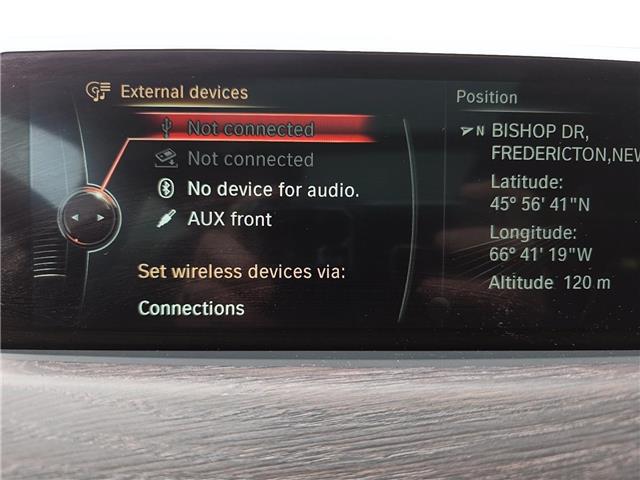 External devices
Not connected
Not connected
No device for audio.
AUX front
Set wireless devices via:
Connections
Position
N BISHOP DR,
FREDERICTON,NEW
Latitude:
45° 56' 41"N
Longitude:
66° 41' 19"W
Altitude 120 m